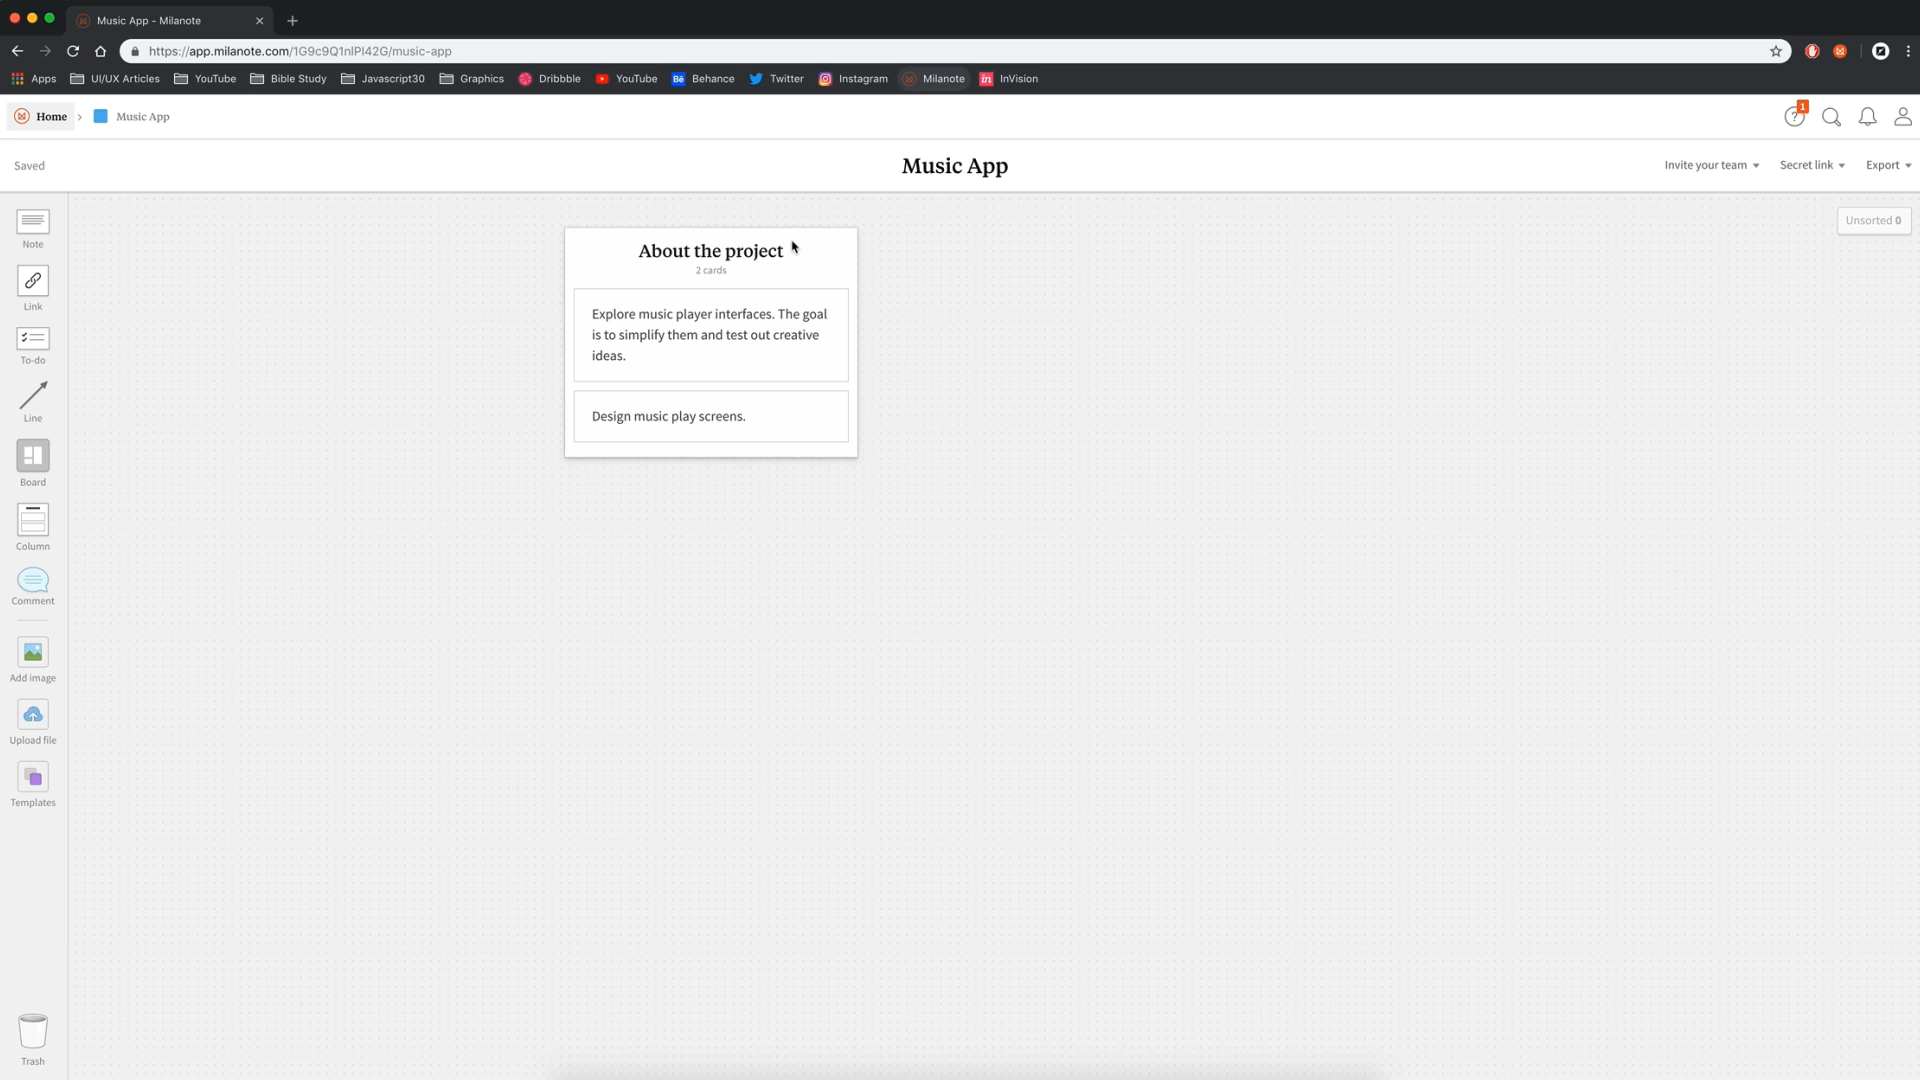 Music App - Milanote
https://app.milanote.com/1G9c9Q1nlPI42G/music-app
Apps UI/UX Articles YouTube Bible Study Javascript30 Graphics Dribbble YouTube Bē Behance Twitter Instagram Milanote in InVision
Home > Music App
? 1
Saved
Music App
Invite your team Secret link Export
Unsorted 0
Note
Link
To-do
Line
Board
Column
Comment
Add image
Upload file
Templates
Trash
About the project
2 cards
Explore music player interfaces. The goal
is to simplify them and test out creative
ideas.
Design music play screens.